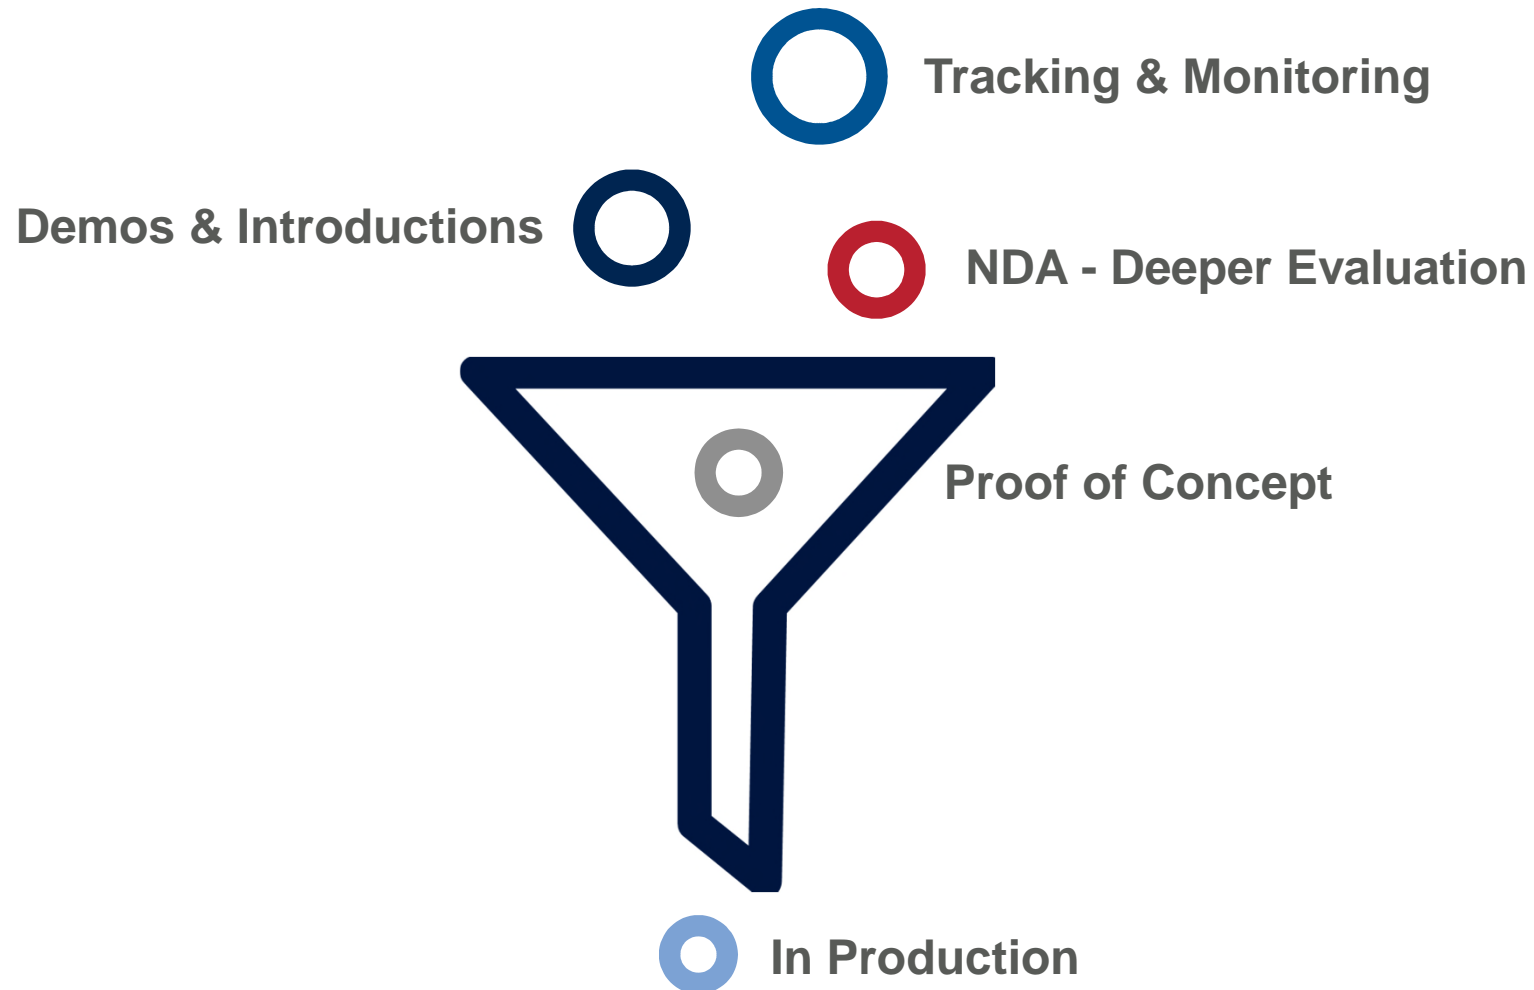 Tracking & Monitoring
Demos & Introductions
NDA - Deeper Evaluation
Proof of Concept
In Production